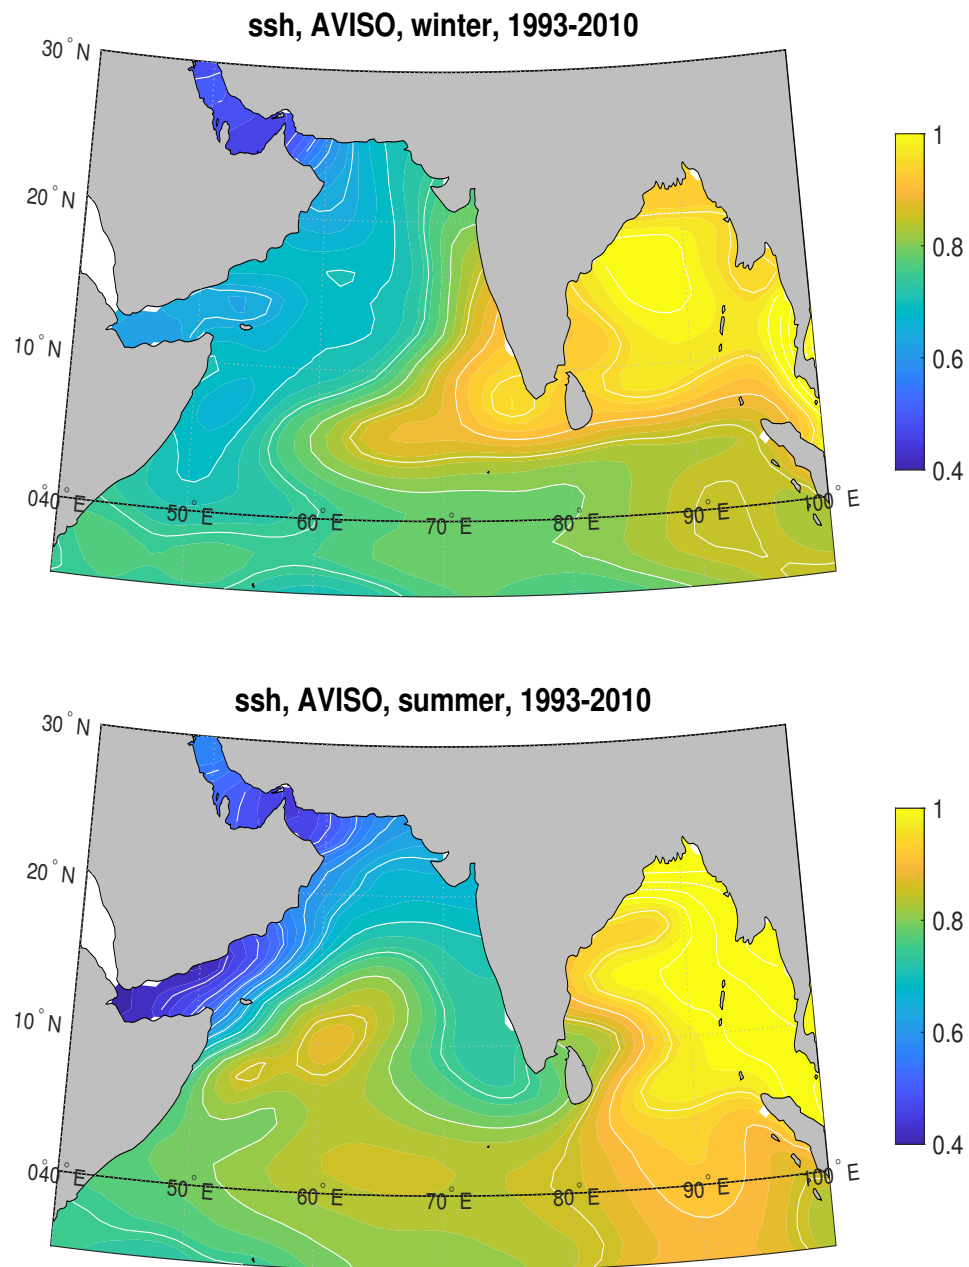 ssh, AVISO, winter, 1993-2010
30° N
20° N
10° N
0°
40° E
50° E
60° E
70° E
80° E
90° E
100° E
1
0.8
0.6
0.4
ssh, AVISO, summer, 1993-2010
30° N
20° N
10° N
0°
40° E
50° E
60° E
70° E
80° E
90° E
100° E
1
0.8
0.6
0.4